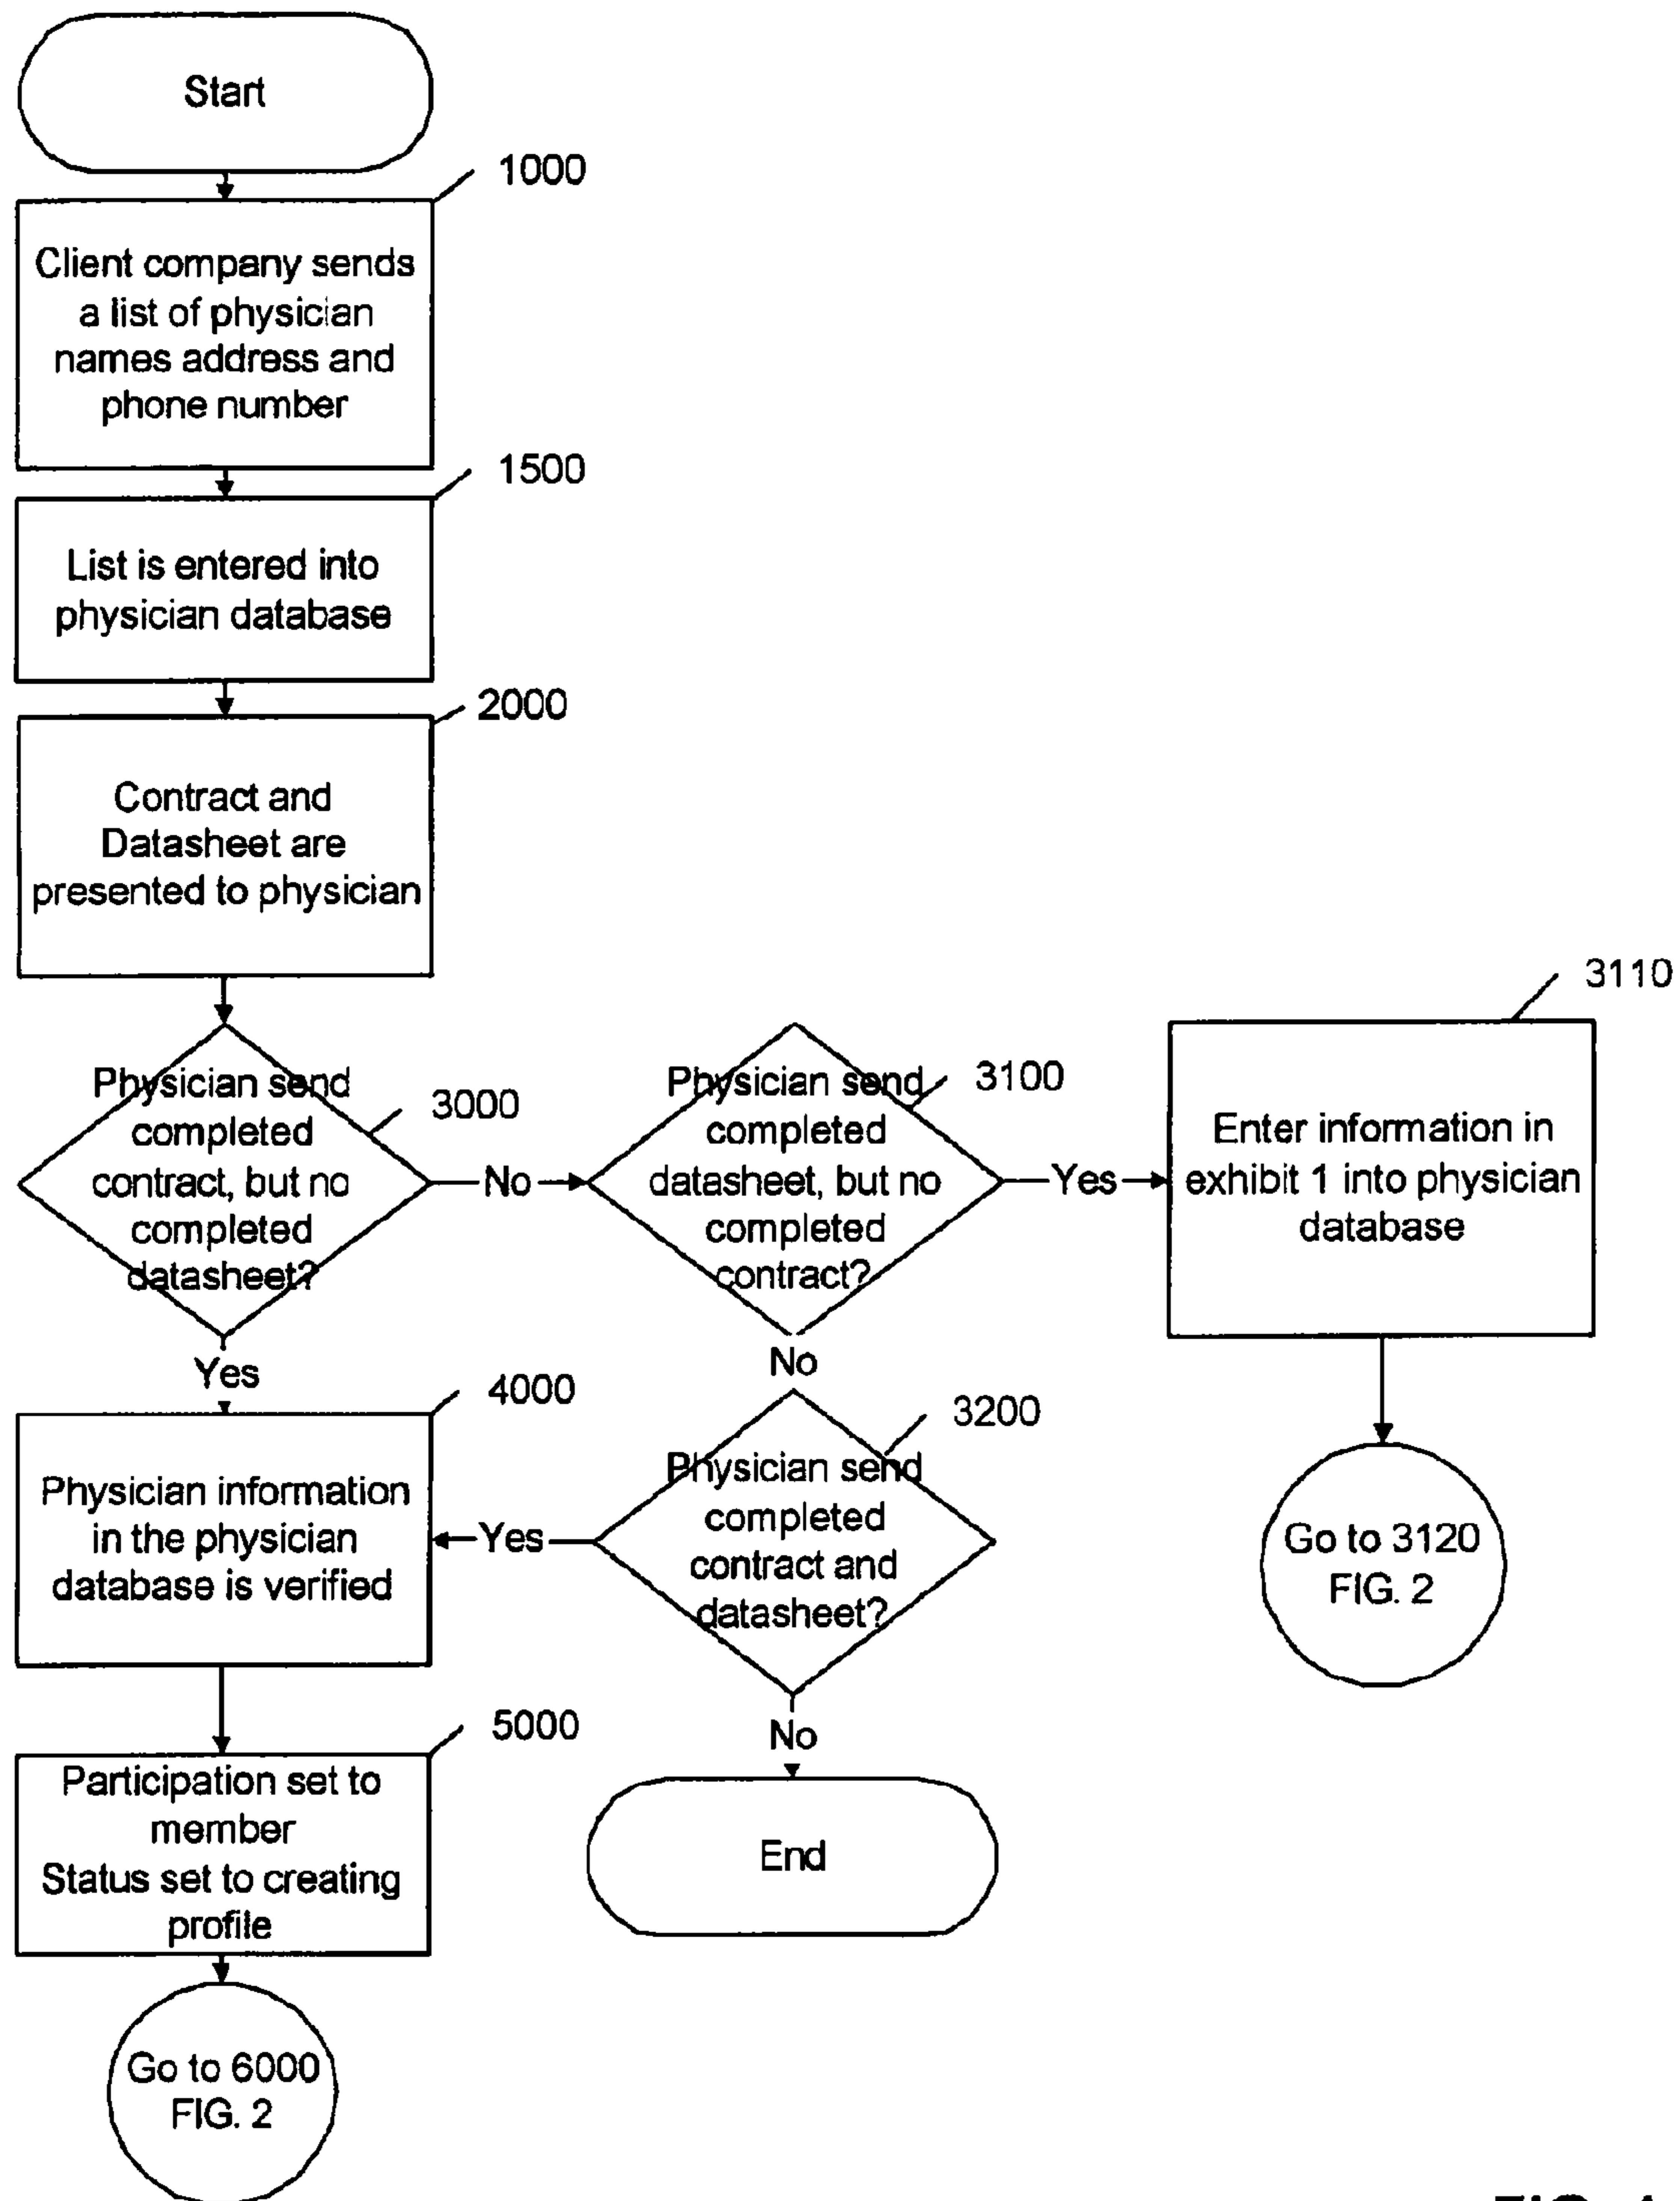 Start
1000
Client company sends
a list of physician
names address and
phone number
1500
List is entered into
physician database
2000
Contract and
Datasheet are
presented to physician
3000
Physician send
completed
contract, but no
completed
datasheet?
No
3100
Physician send
completed
datasheet, but no
completed
contract?
Yes
3110
Enter information in
exhibit 1 into physician
database
Go to 3120
FIG. 2
Yes
No
4000
Physician information
in the physician
database is verified
Yes
3200
Physician send
completed
contract and
datasheet?
No
5000
Participation set to
member
Status set to creating
profile
End
Go to 6000
FIG. 2